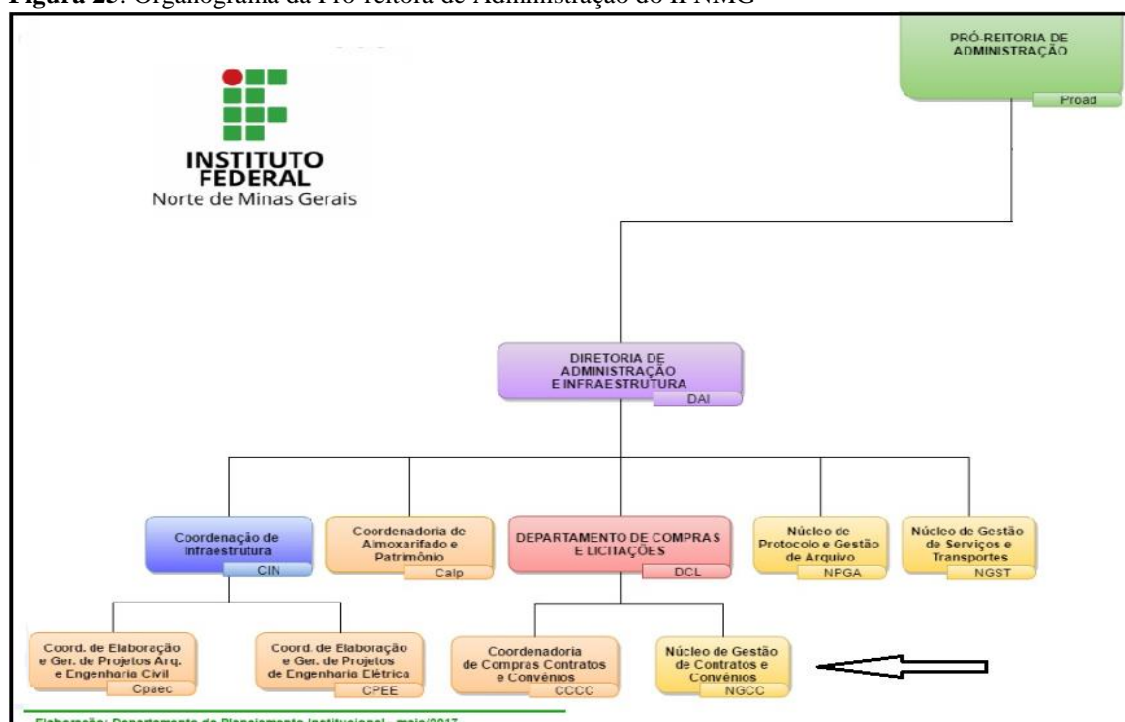 Figura 25: Organograma da Pró-reitora de Administração do IFNMG
PRÓ-REITORIA DE
ADMINISTRAÇÃO
Proad
INSTITUTO
FEDERAL
Norte de Minas Gerais
DIRETORIA DE
ADMINISTRAÇÃO
E INFRAESTRUTURA
DAI
Coordenação de
Infraestrutura
CIN
Coordenadoria de
Almoxarifado e
Patrimônio
Calp
DEPARTAMENTO DE COMPRAS
E LICITAÇÕES
DCL
Núcleo de
Protocolo e Gestão
de Arquivo
NPGA
Núcleo de Gestão
de Serviços e
Transportes
NGST
Coord. de Elaboração
e Ger. de Projetos Arq.
e Engenharia Civil
Cpaec
Coord. de Elaboração
e Ger. de Projetos
de Engenharia Elétrica
CPEE
Coordenadoria
de Compras Contratos
e Convênios
CCCC
Núcleo de Gestão
de Contratos e
Convênios
NGCC
Elaboração: Departamento de Planejamento Institucional - maio/2017